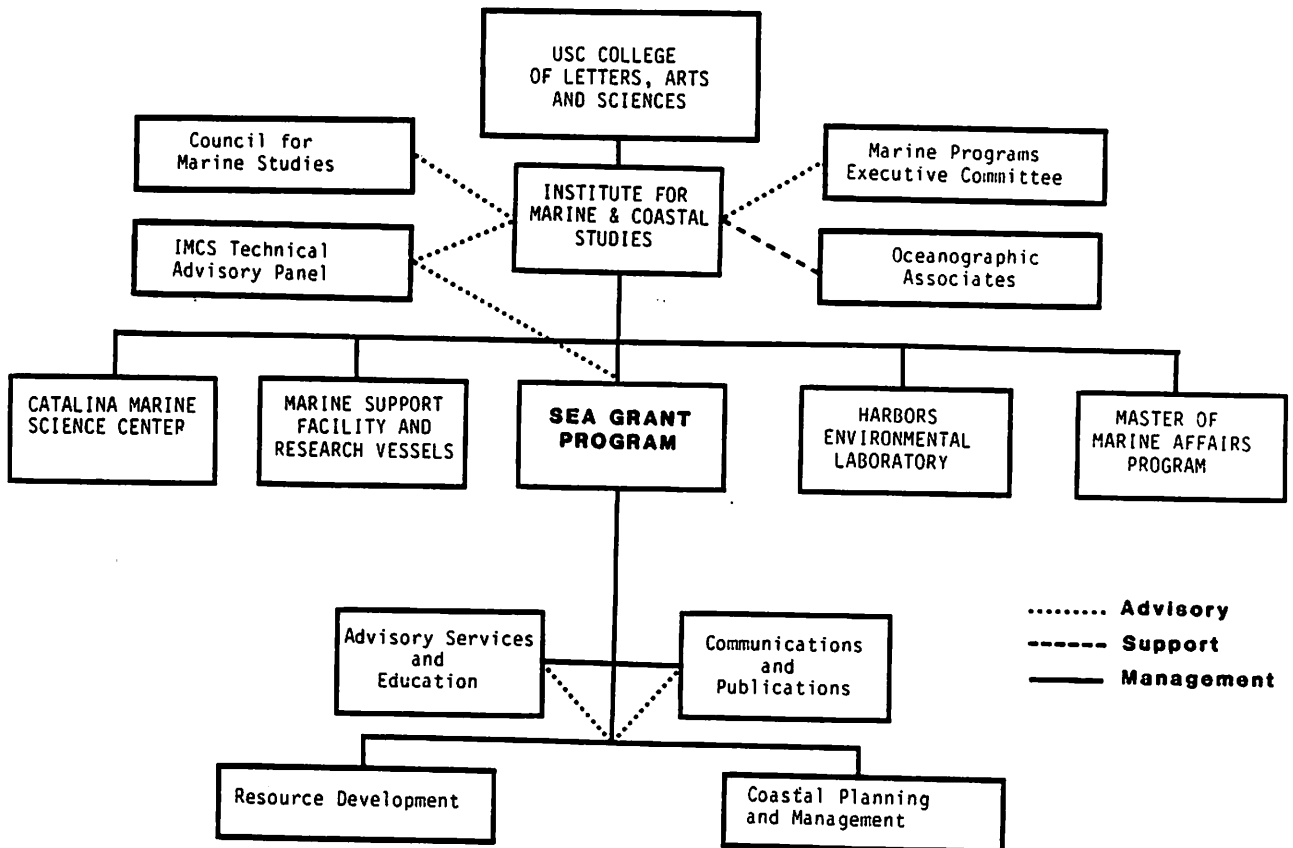 USC COLLEGE
OF LETTERS, ARTS
AND SCIENCES
Council for
Marine Studies
Marine Programs
Executive Committee
INSTITUTE FOR
MARINE & COASTAL
STUDIES
IMCS Technical
Advisory Panel
Oceanographic
Associates
CATALINA MARINE
SCIENCE CENTER
MARINE SUPPORT
FACILITY AND
RESEARCH VESSELS
SEA GRANT
PROGRAM
HARBORS
ENVIRONMENTAL
LABORATORY
MASTER OF
MARINE AFFAIRS
PROGRAM
Advisory Services
and
Education
Communications
and
Publications
Advisory
Support
Management
Resource Development
Coastal Planning
and Management